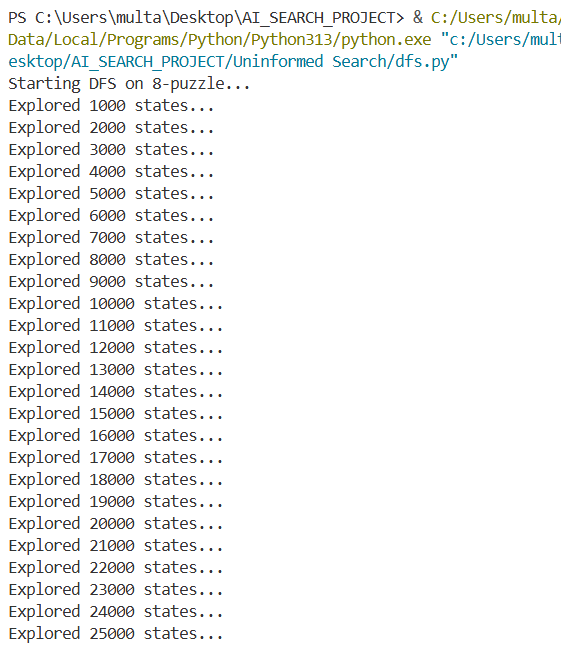 PS C:\Users\multa\Desktop\AI_SEARCH_PROJECT> & C:/Users/multa/
Data/Local/Programs/Python/Python313/python.exe "c:/Users/mult
esktop/AI_SEARCH_PROJECT/Uninformed Search/dfs.py"
Starting DFS on 8-puzzle...
Explored 1000 states...
Explored 2000 states...
Explored 3000 states...
Explored 4000 states...
Explored 5000 states...
Explored 6000 states...
Explored 7000 states...
Explored 8000 states...
Explored 9000 states...
Explored 10000 states...
Explored 11000 states...
Explored 12000 states...
Explored 13000 states...
Explored 14000 states...
Explored 15000 states...
Explored 16000 states...
Explored 17000 states...
Explored 18000 states...
Explored 19000 states...
Explored 20000 states...
Explored 21000 states...
Explored 22000 states...
Explored 23000 states...
Explored 24000 states...
Explored 25000 states...